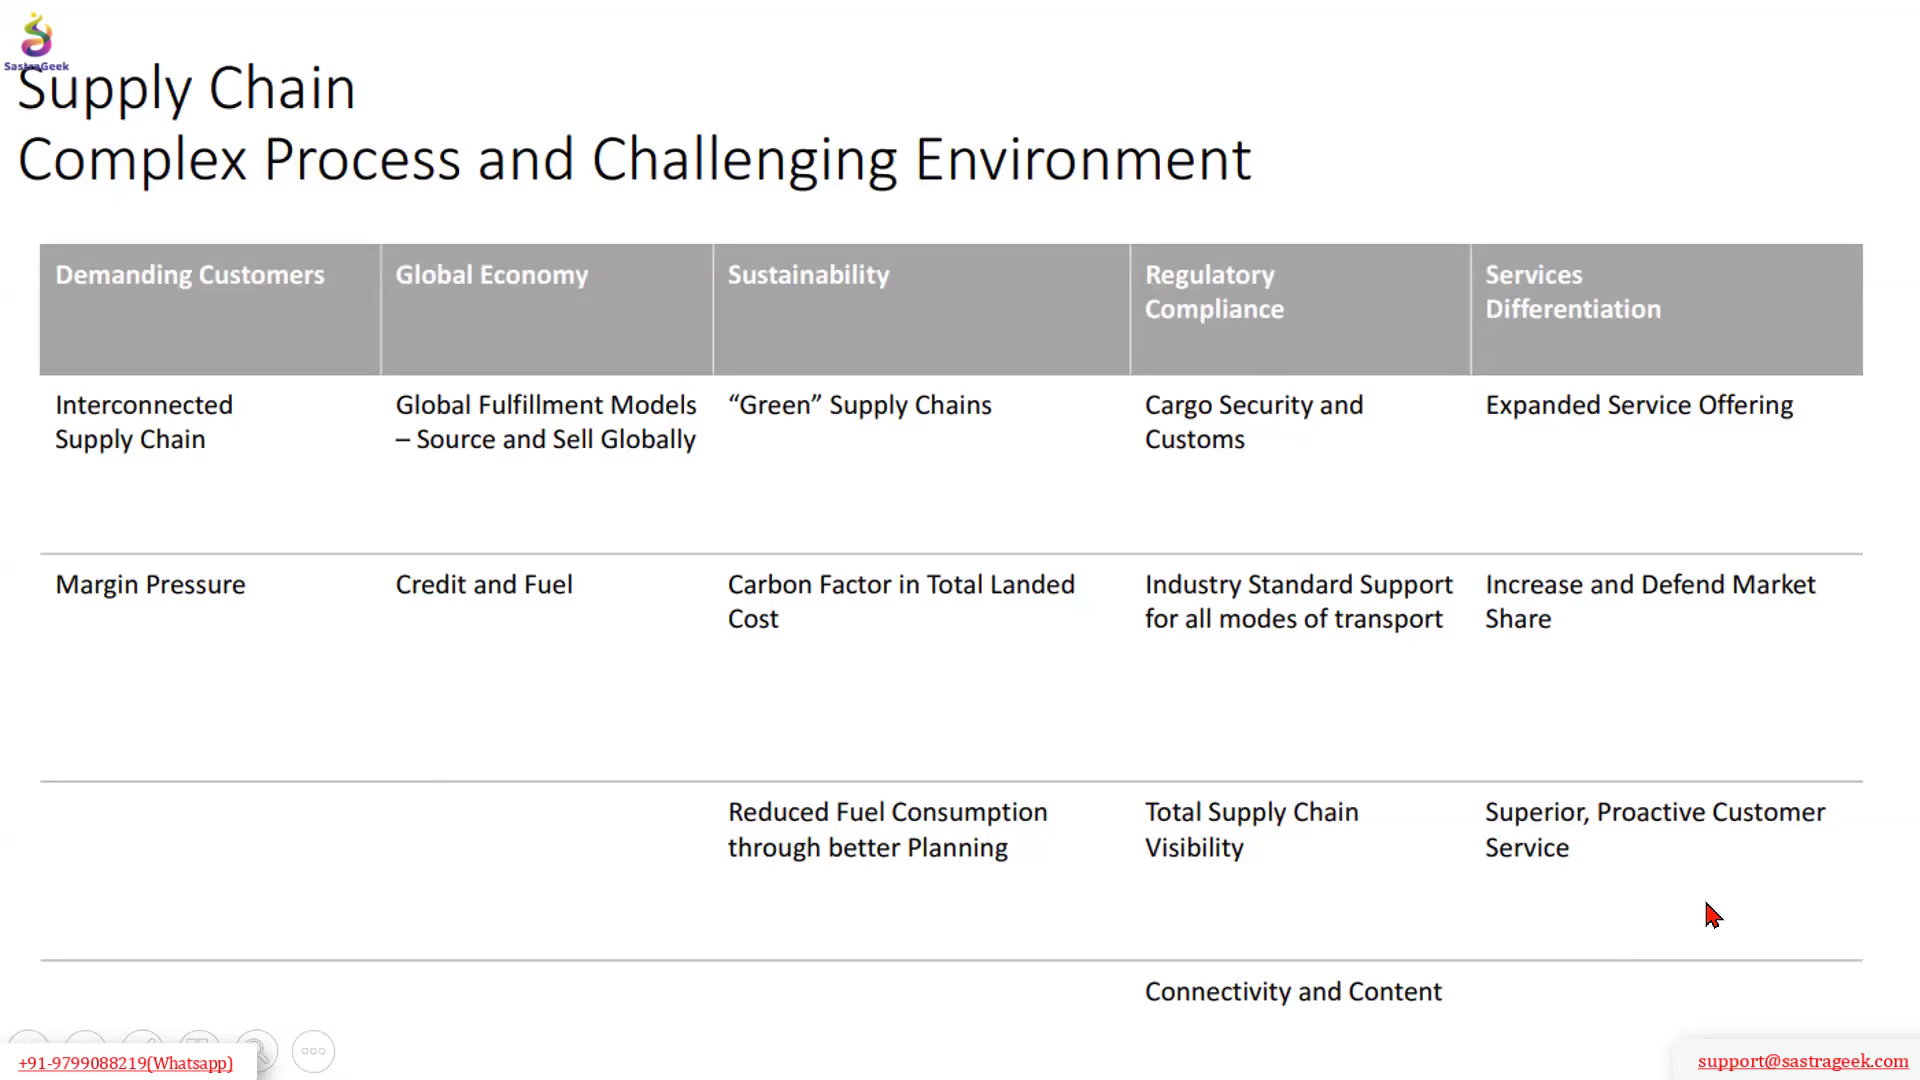 SastraGeek
Supply Chain
Complex Process and Challenging Environment
Demanding Customers
Global Economy
Sustainability
Regulatory
Compliance
Services
Differentiation
Interconnected
Supply Chain
Global Fulfillment Models
– Source and Sell Globally
“Green” Supply Chains
Cargo Security and
Customs
Expanded Service Offering
Margin Pressure
Credit and Fuel
Carbon Factor in Total Landed
Cost
Industry Standard Support
for all modes of transport
Increase and Defend Market
Share
Reduced Fuel Consumption
through better Planning
Total Supply Chain
Visibility
Superior, Proactive Customer
Service
Connectivity and Content
+91-9799088219(Whatsapp)
support@sastrageek.com